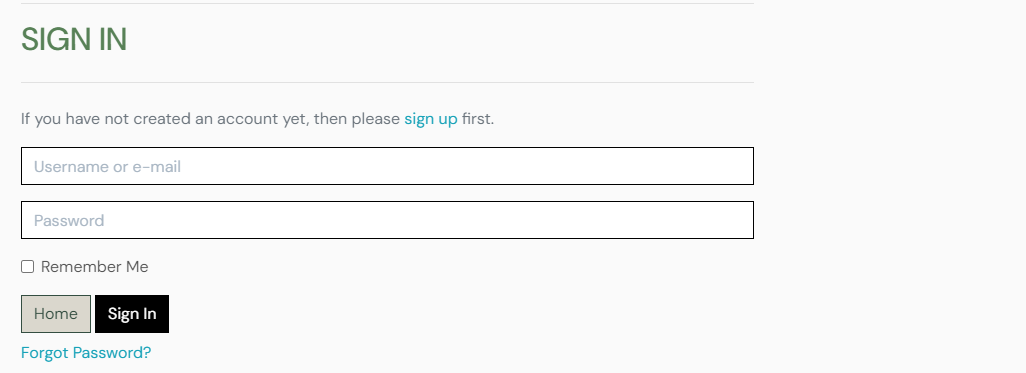 SIGN IN
If you have not created an account yet, then please sign up first.
Username or e-mail
Password
Remember Me
Home Sign In
Forgot Password?